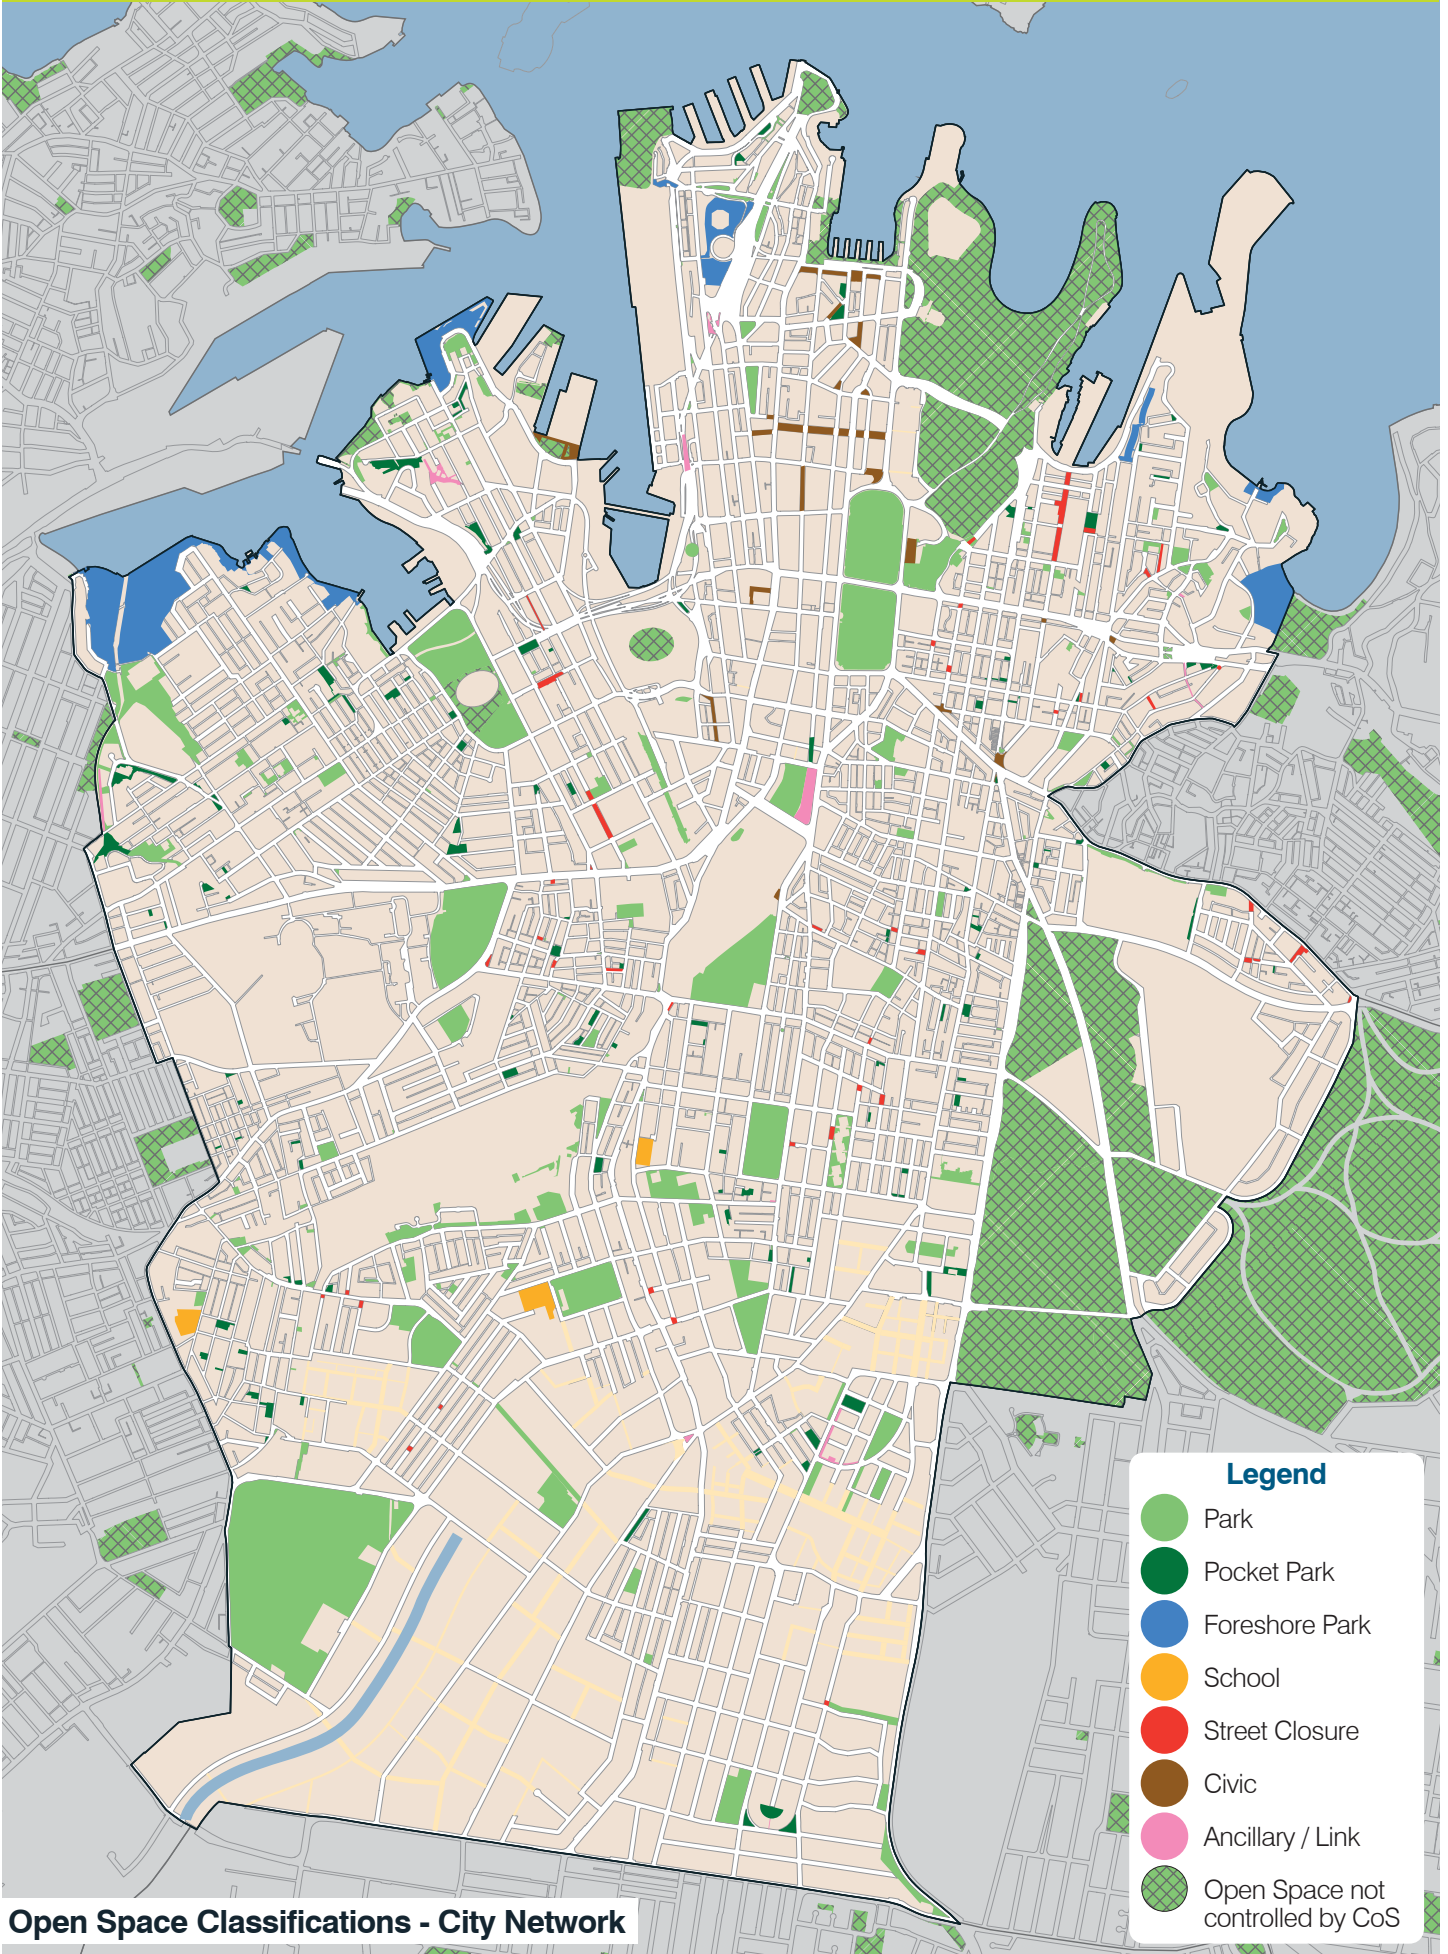 Legend
Park
Pocket Park
Foreshore Park
School
Street Closure
Civic
Ancillary / Link
Open Space not
controlled by CoS
Open Space Classifications - City Network